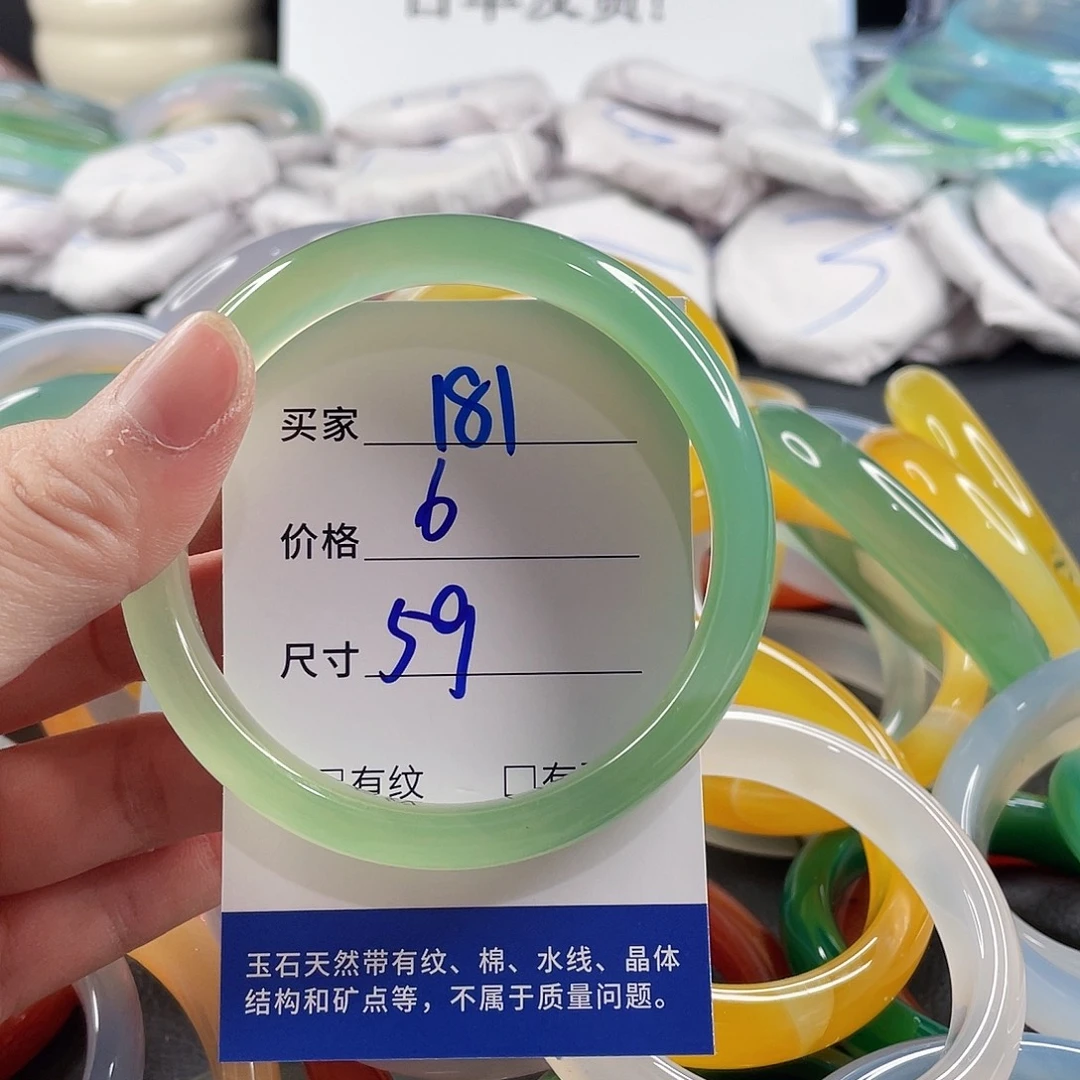 买家 181
价格 6
尺寸 59
有纹
玉石天然带有纹、棉、水线、晶体
结构和矿点等，不属于质量问题。
3